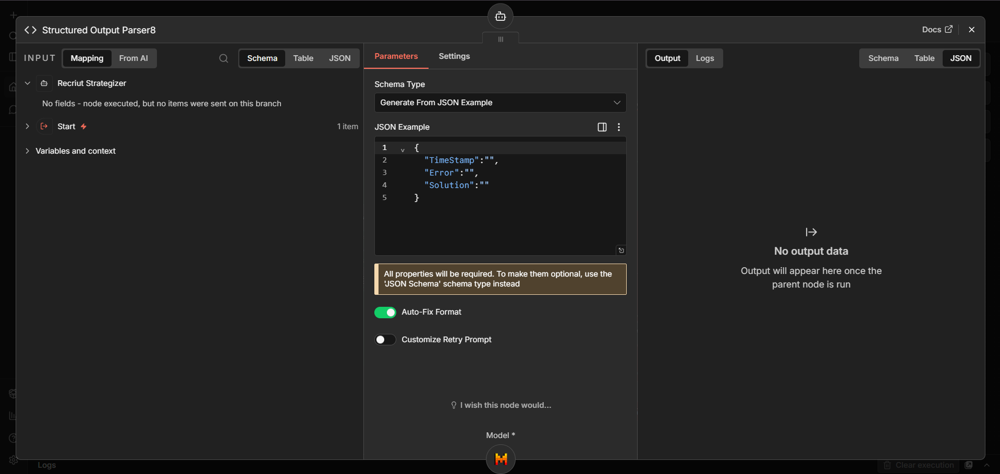 Structured Output Parser8
Docs
INPUT
Mapping
From AI
Schema
Table
JSON
Recriut Strategizer
No fields - node executed, but no items were sent on this branch
Start
1 item
Variables and context
Parameters
Settings
Schema Type
Generate From JSON Example
JSON Example
1 {
2 "TimeStamp":"",
3 "Error":"",
4 "Solution":""
5 }
All properties will be required. To make them optional, use the
'JSON Schema' schema type instead
Auto-Fix Format
Customize Retry Prompt
I wish this node would...
Model *
Output
Logs
Schema
Table
JSON
No output data
Output will appear here once the
parent node is run
Logs
Clear execution